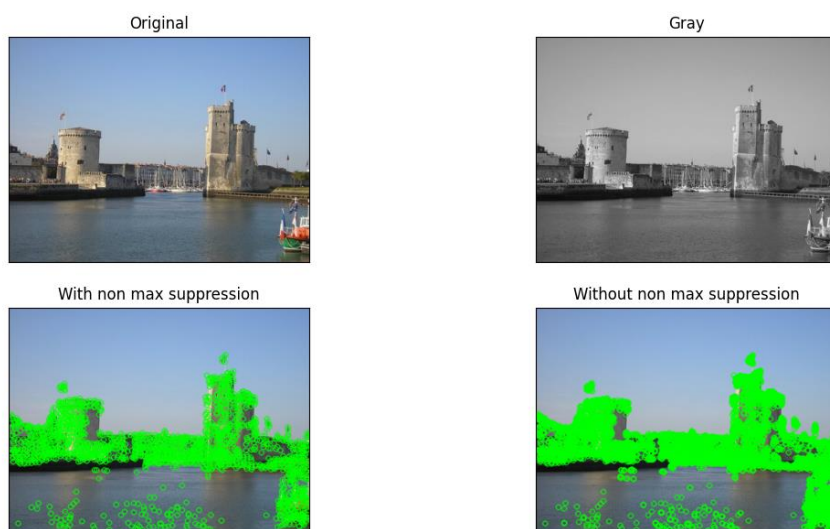 Original
Gray
With non max suppression
Without non max suppression